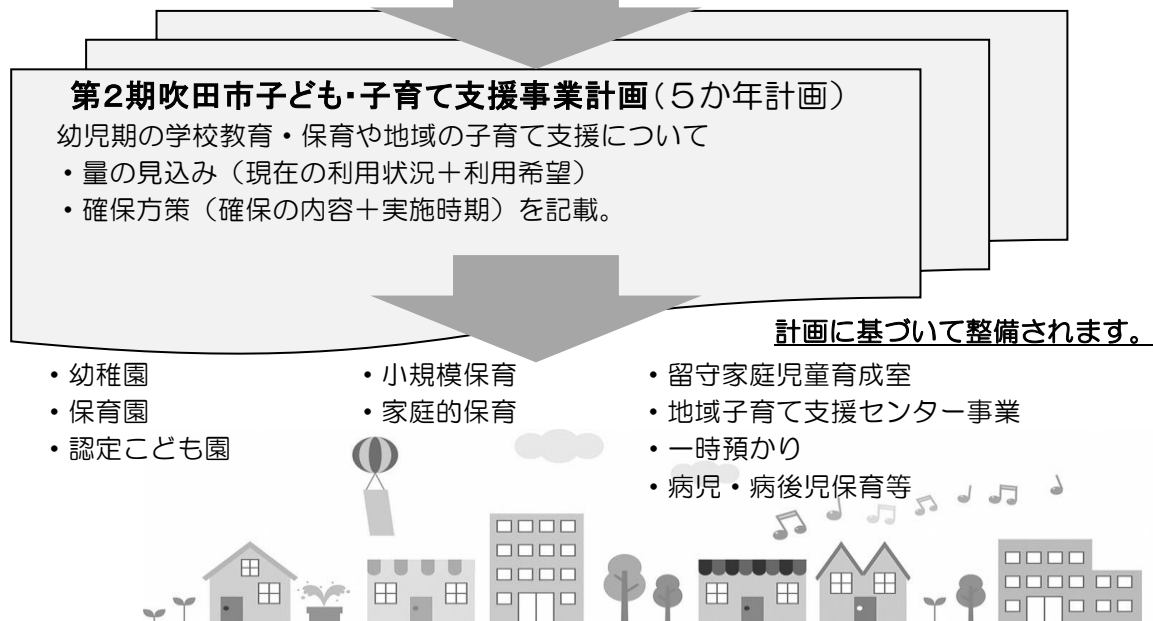 第2期吹田市子ども・子育て支援事業計画（５か年計画）
幼児期の学校教育・保育や地域の子育て支援について
・量の見込み（現在の利用状況＋利用希望）
・確保方策（確保の内容＋実施時期）を記載。
計画に基づいて整備されます。
・幼稚園
・保育園
・認定こども園
・小規模保育
・家庭的保育
・留守家庭児童育成室
・地域子育て支援センター事業
・一時預かり
・病児・病後児保育等